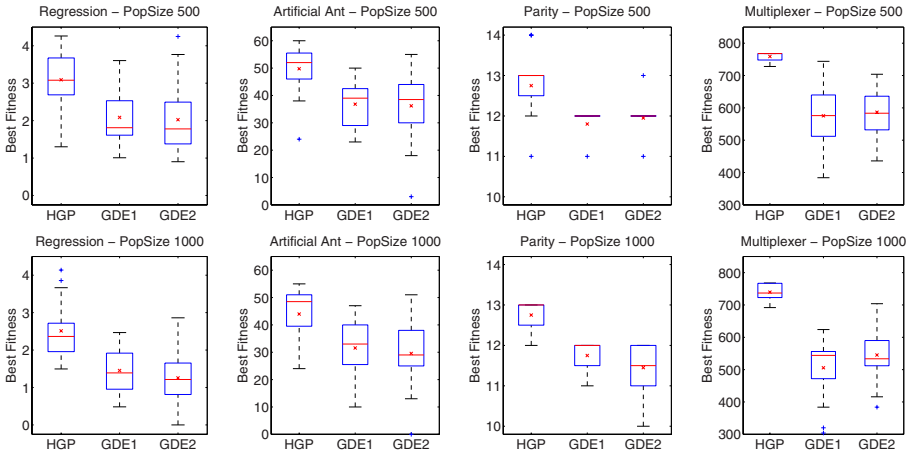 Regression – PopSize 500
Best Fitness
4
3
2
1
0
HGP GDE1 GDE2
Artificial Ant – PopSize 500
Best Fitness
60
50
40
30
20
10
0
HGP GDE1 GDE2
Parity – PopSize 500
Best Fitness
14
13
12
11
10
HGP GDE1 GDE2
Multiplexer – PopSize 500
Best Fitness
800
700
600
500
400
300
HGP GDE1 GDE2
Regression – PopSize 1000
Best Fitness
4
3
2
1
0
HGP GDE1 GDE2
Artificial Ant – PopSize 1000
Best Fitness
60
50
40
30
20
10
0
HGP GDE1 GDE2
Parity – PopSize 1000
Best Fitness
14
13
12
11
10
HGP GDE1 GDE2
Multiplexer – PopSize 1000
Best Fitness
800
700
600
500
400
300
HGP GDE1 GDE2